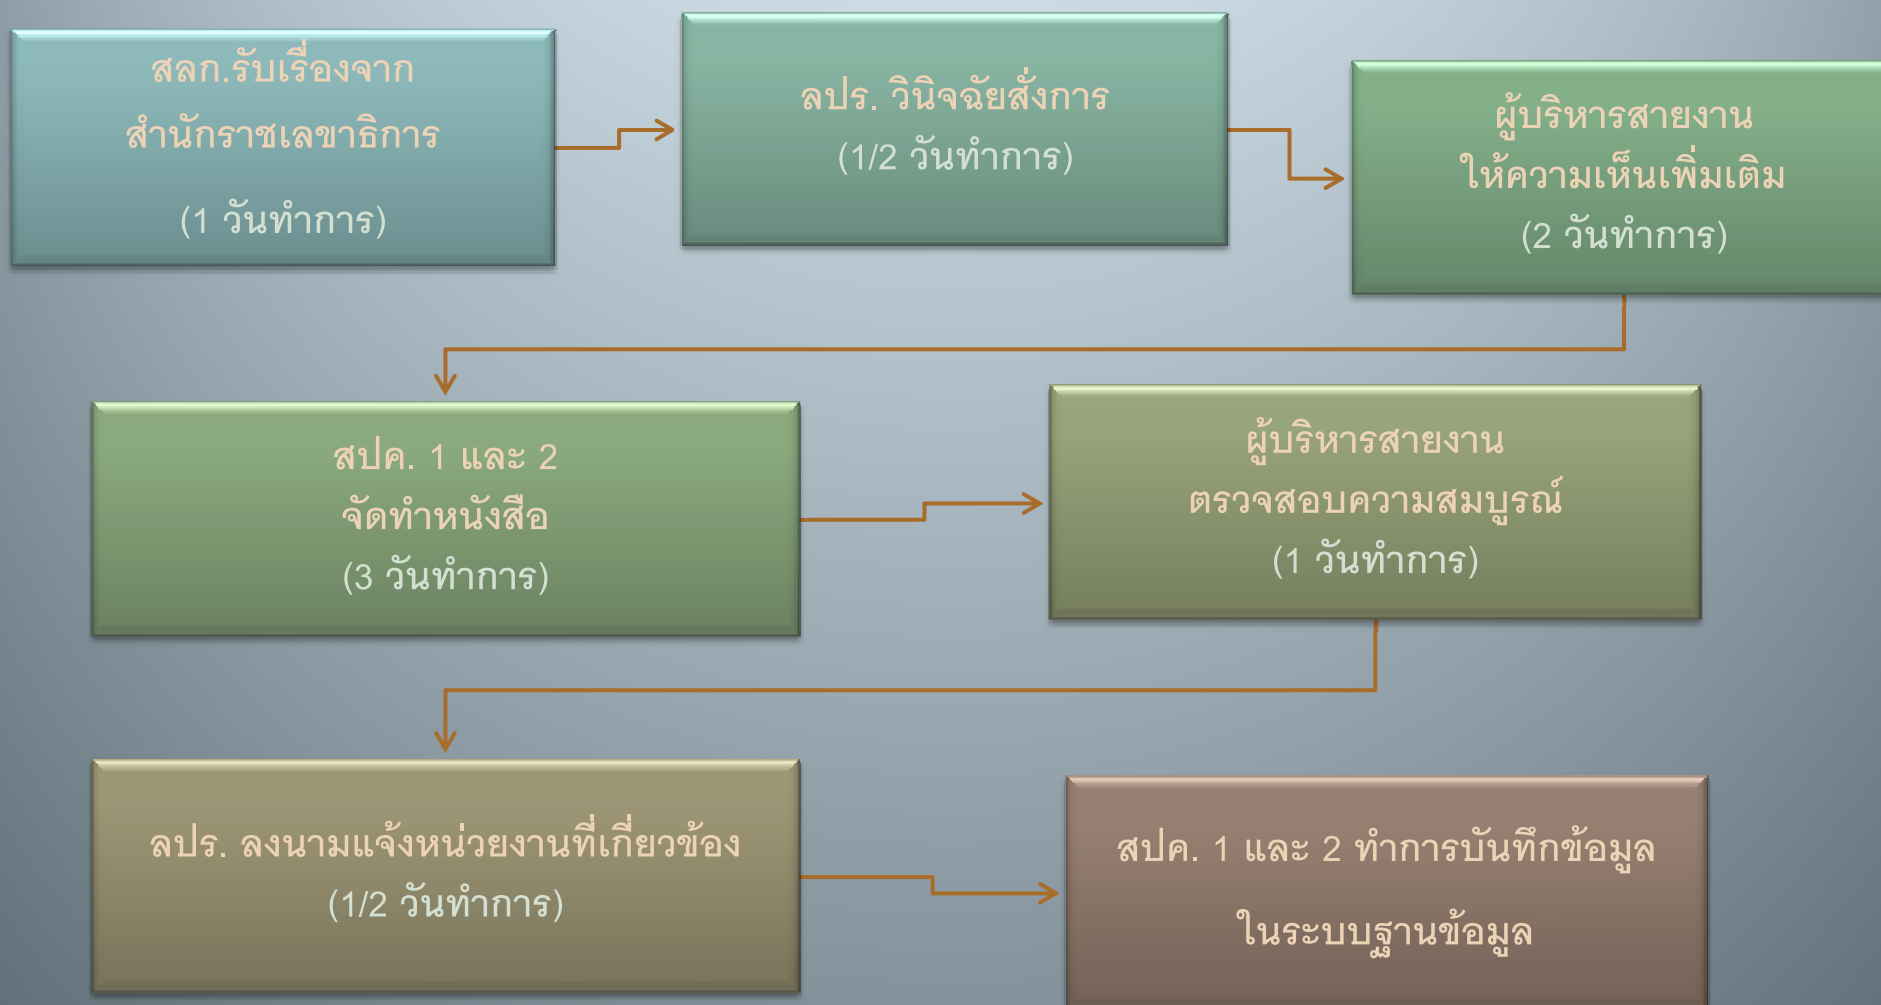 สลก.รับเรื่องจาก
สำนักราชเลขาธิการ
(1 วันทำการ)
ลปร. วินิจฉัยสั่งการ
(1/2 วันทำการ)
ผู้บริหารสายงาน
ให้ความเห็นเพิ่มเติม
(2 วันทำการ)
สปค. 1 และ 2
จัดทำหนังสือ
(3 วันทำการ)
ผู้บริหารสายงาน
ตรวจสอบความสมบูรณ์
(1 วันทำการ)
ลปร. ลงนามแจ้งหน่วยงานที่เกี่ยวข้อง
(1/2 วันทำการ)
สปค. 1 และ 2 ทำการบันทึกข้อมูล
ในระบบฐานข้อมูล